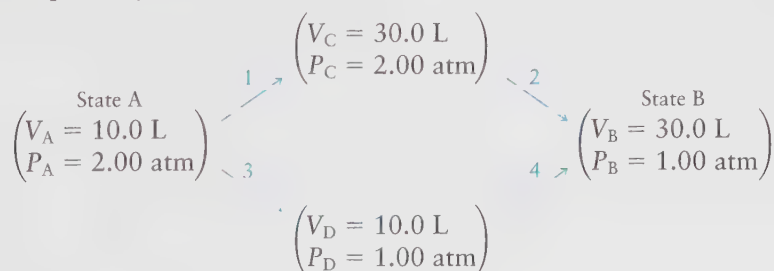 V_C = 30.0 L
P_C = 2.00 atm
1
2
State A
V_A = 10.0 L
P_A = 2.00 atm
State B
V_B = 30.0 L
P_B = 1.00 atm
3
4
V_D = 10.0 L
P_D = 1.00 atm